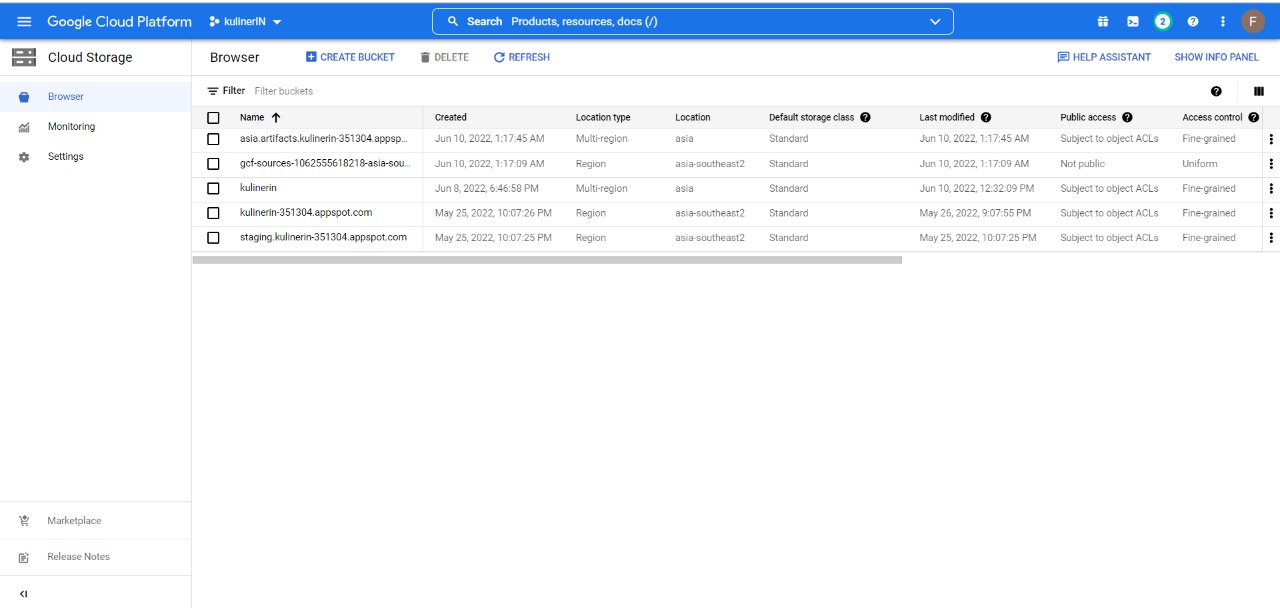 Google Cloud Platform kulinerIN Search Products, resources, docs (/) 2 F
Cloud Storage Browser CREATE BUCKET DELETE REFRESH HELP ASSISTANT SHOW INFO PANEL
Browser
Monitoring
Settings
Filter Filter buckets
Name Created Location type Location Default storage class Last modified Public access Access control
asia.artifacts.kulinerin-351304.appsp... Jun 10, 2022, 1:17:45 AM Multi-region asia Standard Jun 10, 2022, 1:17:45 AM Subject to object ACLs Fine-grained
gcf-sources-1062555618218-asia-sou... Jun 10, 2022, 1:17:09 AM Region asia-southeast2 Standard Jun 10, 2022, 1:17:09 AM Not public Uniform
kulinerin Jun 8, 2022, 6:46:58 PM Multi-region asia Standard Jun 10, 2022, 12:32:09 PM Subject to object ACLs Fine-grained
kulinerin-351304.appspot.com May 25, 2022, 10:07:26 PM Region asia-southeast2 Standard May 26, 2022, 9:07:55 PM Subject to object ACLs Fine-grained
staging.kulinerin-351304.appspot.com May 25, 2022, 10:07:25 PM Region asia-southeast2 Standard May 25, 2022, 10:07:25 PM Subject to object ACLs Fine-grained
Marketplace
Release Notes